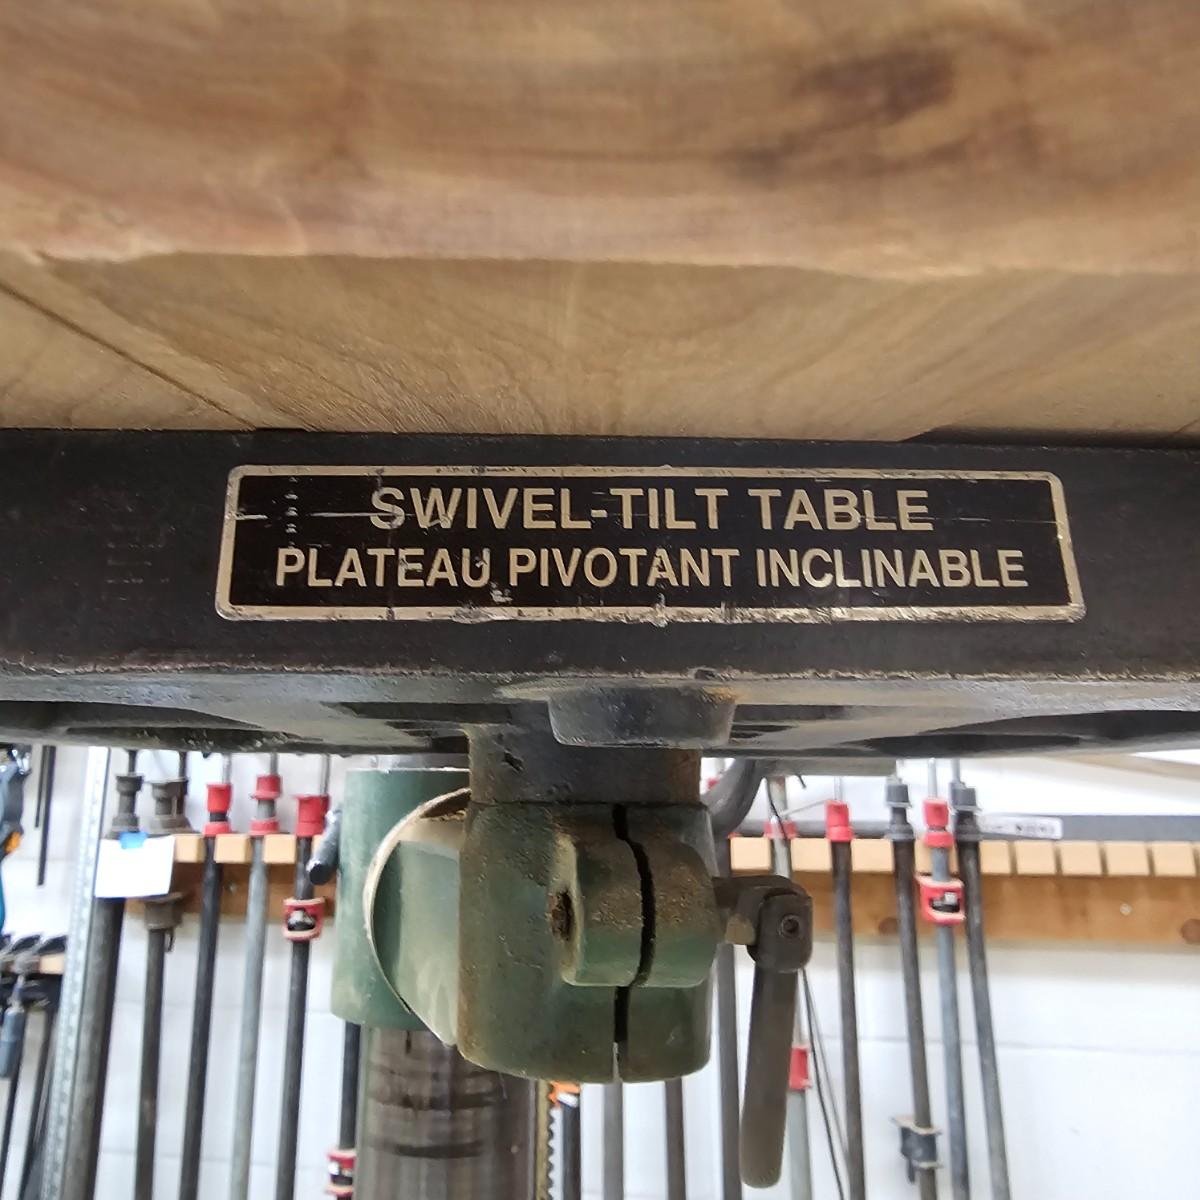 SWIVEL-TILT TABLE
PLATEAU PIVOTANT INCLINABLE